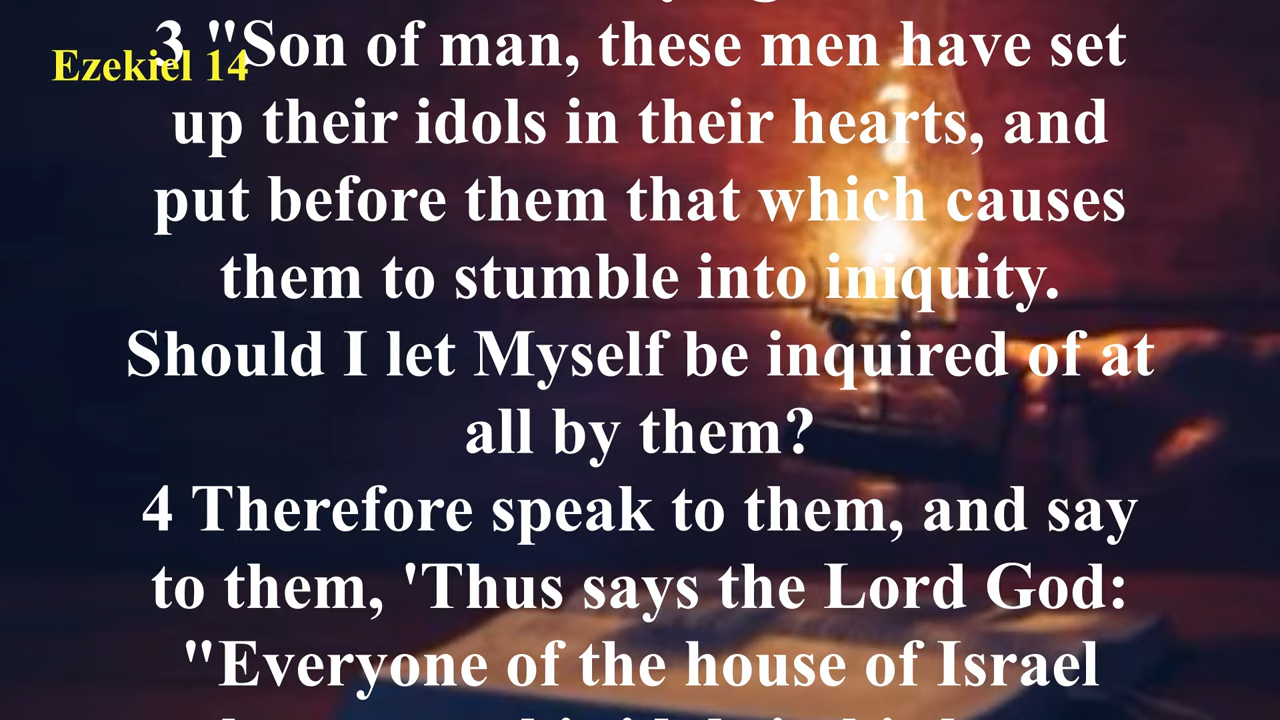 Ezekiel 14
3 "Son of man, these men have set
up their idols in their hearts, and
put before them that which causes
them to stumble into iniquity.
Should I let Myself be inquired of at
all by them?
4 Therefore speak to them, and say
to them, 'Thus says the Lord God:
"Everyone of the house of Israel